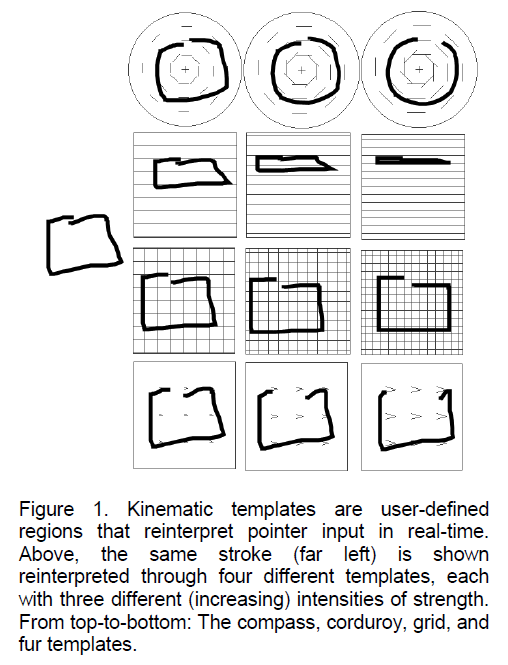 Figure 1. Kinematic templates are user-defined
regions that reinterpret pointer input in real-time.
Above, the same stroke (far left) is shown
reinterpreted through four different templates, each
with three different (increasing) intensities of strength.
From top-to-bottom: The compass, corduroy, grid, and
fur templates.